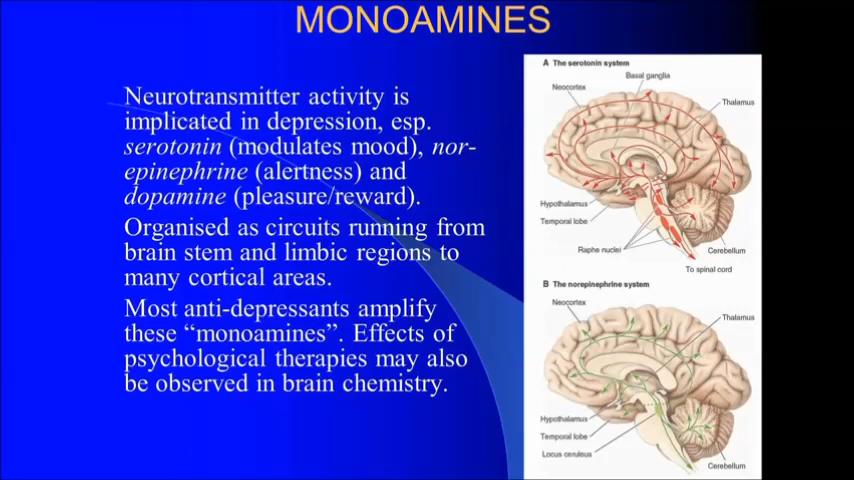 MONOAMINES
Neurotransmitter activity is
implicated in depression, esp.
serotonin (modulates mood), nor-
epinephrine (alertness) and
dopamine (pleasure/reward).
Organised as circuits running from
brain stem and limbic regions to
many cortical areas.
Most anti-depressants amplify
these “monoamines”. Effects of
psychological therapies may also
be observed in brain chemistry.
A The serotonin system
Basal ganglia
Neocortex
Thalamus
Hypothalamus
Temporal lobe
Raphe nuclei
Cerebellum
To spinal cord
B The norepinephrine system
Neocortex
Thalamus
Hypothalamus
Temporal lobe
Locus ceruleus
Cerebellum